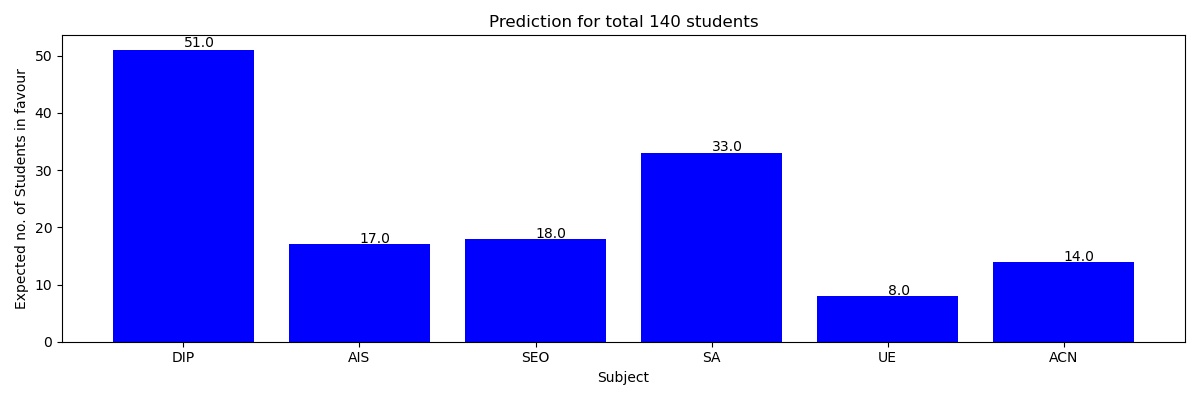 Prediction for total 140 students
Expected no. of Students in favour
50
40
30
20
10
0
51.0
17.0
18.0
33.0
8.0
14.0
DIP
AIS
SEO
SA
UE
ACN
Subject